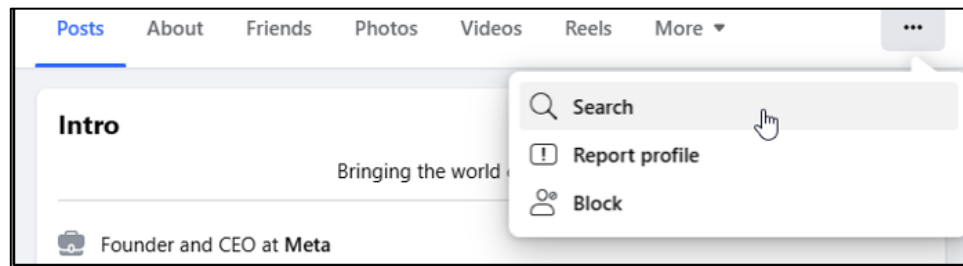 Posts About Friends Photos Videos Reels More
Search
Intro
Report profile
Bringing the world
Block
Founder and CEO at Meta